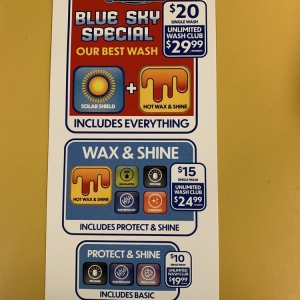 BLUE SKY
SPECIAL
OUR BEST WASH
$20
SINGLE WASH
UNLIMITED
WASH CLUB
$29.99
SOLAR SHIELD
+
HOT WAX & SHINE
INCLUDES EVERYTHING
WAX & SHINE
HOT WAX & SHINE
$15
SINGLE WASH
UNLIMITED
WASH CLUB
$24.99
INCLUDES PROTECT & SHINE
PROTECT & SHINE
$10
SINGLE WASH
UNLIMITED
WASH CLUB
$19.99
INCLUDES BASIC